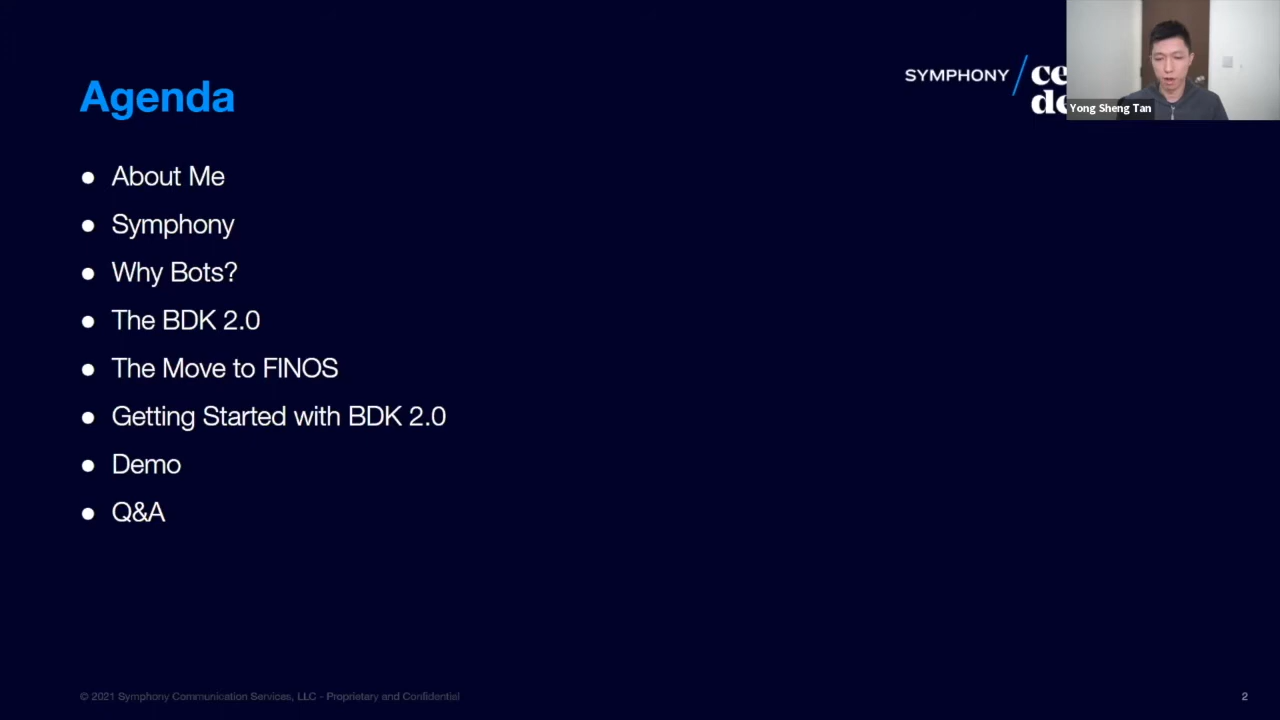 Agenda
SYMPHONY
Yong Sheng Tan
● About Me
● Symphony
● Why Bots?
● The BDK 2.0
● The Move to FINOS
● Getting Started with BDK 2.0
● Demo
● Q&A
© 2021 Symphony Communication Services, LLC - Proprietary and Confidential
2